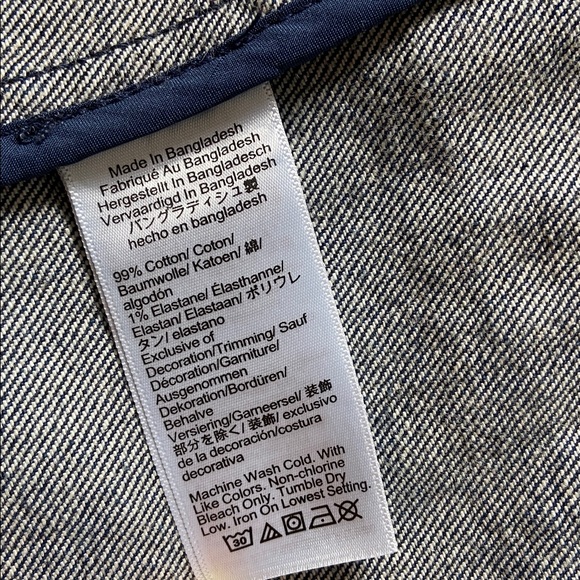 Made In Bangladesh
Fabriqué Au Bangladesh
Hergestellt In Bangladesch
Vervaardigd In Bangladesh
バングラディシュ製
hecho en bangladesh
99% Cotton/ Coton/
Baumwolle/ Katoen/ 綿/
algodón
1% Elastane/ Élasthanne/
Elastan/ Elastaan/ ポリウレ
タン/ elastano
Exclusive of
Decoration/Trimming/ Sauf
Décoration/Garniture/
Ausgenommen
Dekoration/Bordüren/
Behalve
Versiering/Garneersel/ 装飾
部分を除く/ 装飾/ exclusivo
de la decoración/costura
decorativa
Machine Wash Cold. With
Like Colors. Non-chlorine
Bleach Only. Tumble Dry
Low. Iron On Lowest Setting.
30